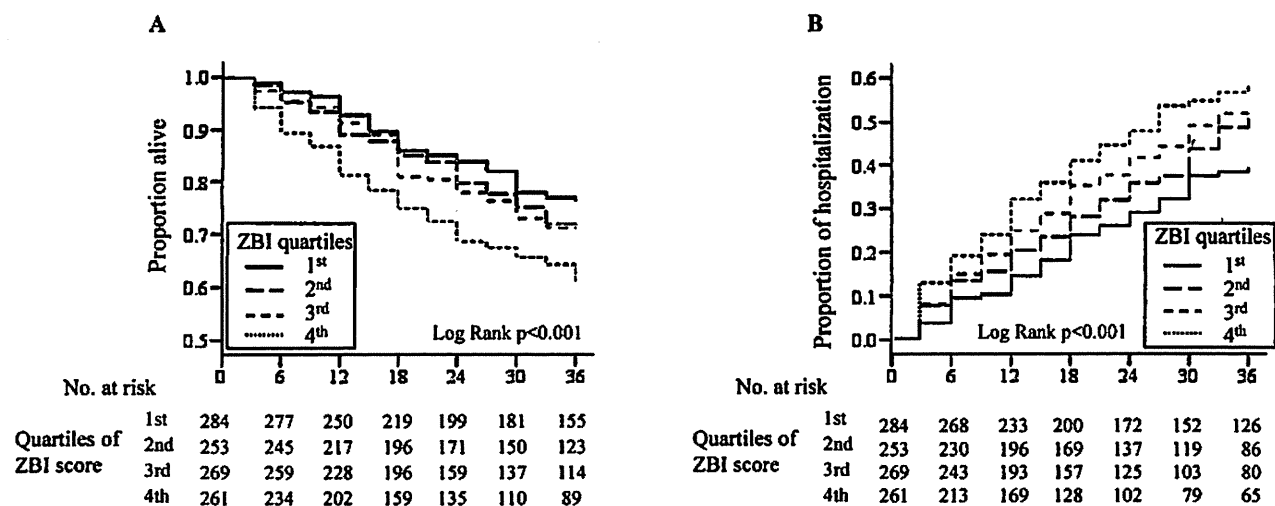 A
Proportion alive
1.0
0.9
0.8
0.7
0.6
0.5
ZBI quartiles
1st
2nd
3rd
4th
Log Rank p<0.001
0 6 12 18 24 30 36
No. at risk
Quartiles of
ZBI score
1st 284 277 250 219 199 181 155
2nd 253 245 217 196 171 150 123
3rd 269 259 228 196 159 137 114
4th 261 234 202 159 135 110 89
B
Proportion of hospitalization
0.6
0.5
0.4
0.3
0.2
0.1
0.0
ZBI quartiles
1st
2nd
3rd
4th
Log Rank p<0.001
0 6 12 18 24 30 36
No. at risk
Quartiles of
ZBI score
1st 284 268 233 200 172 152 126
2nd 253 230 196 169 137 119 86
3rd 269 243 193 157 125 103 80
4th 261 213 169 128 102 79 65